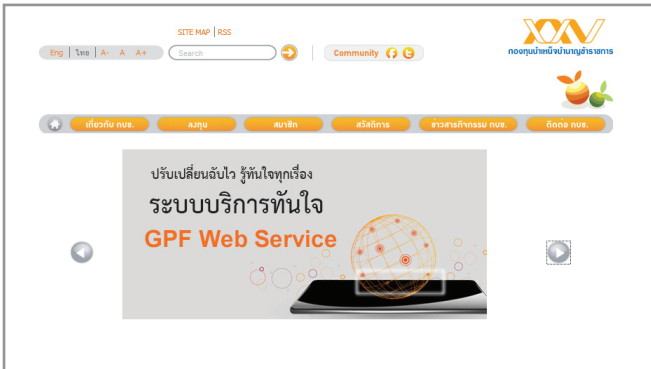 SITE MAP | RSS
Eng | ไทย | A- A A+
Search
Community
กองทุนบำเหน็จบำนาญข้าราชการ
เกี่ยวกับ กบข.
ลงทุน
สมาชิก
สวัสดิการ
ข่าวสารกิจกรรม กบข.
ติดต่อ กบข.
ปรับเปลี่ยนฉับไว รู้ทันใจทุกเรื่อง
ระบบบริการทันใจ
GPF Web Service